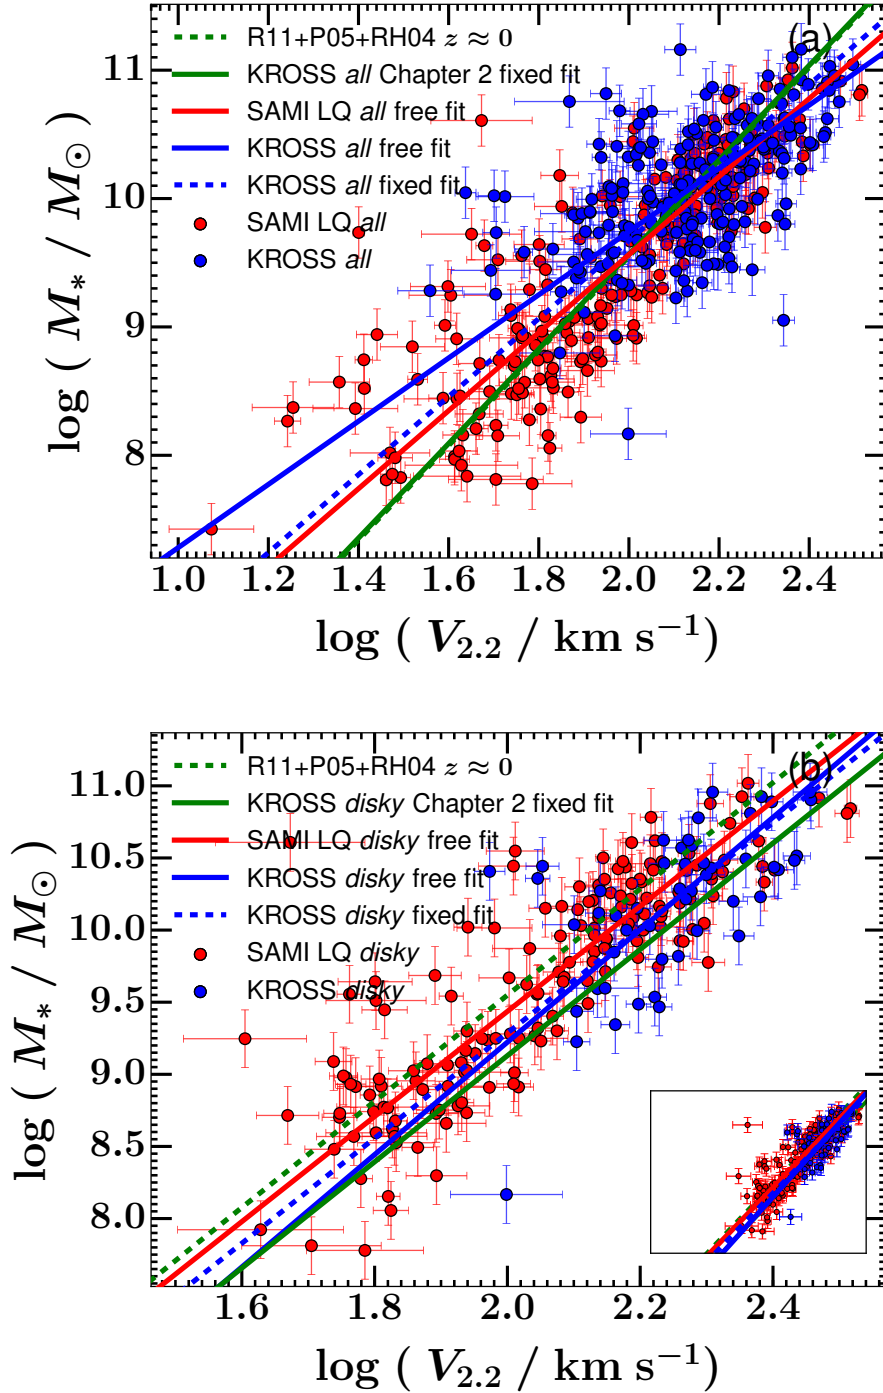 (a)
R11+P05+RH04 z ≈ 0
KROSS all Chapter 2 fixed fit
SAMI LQ all free fit
KROSS all free fit
KROSS all fixed fit
SAMI LQ all
KROSS all
11
10
9
8
log ( M* / M⊙ )
1.0 1.2 1.4 1.6 1.8 2.0 2.2 2.4
log ( V2.2 / km s−1)
(b)
R11+P05+RH04 z ≈ 0
KROSS disky Chapter 2 fixed fit
SAMI LQ disky free fit
KROSS disky free fit
KROSS disky fixed fit
SAMI LQ disky
KROSS disky
11.0
10.5
10.0
9.5
9.0
8.5
8.0
log ( M* / M⊙ )
1.6 1.8 2.0 2.2 2.4
log ( V2.2 / km s−1)